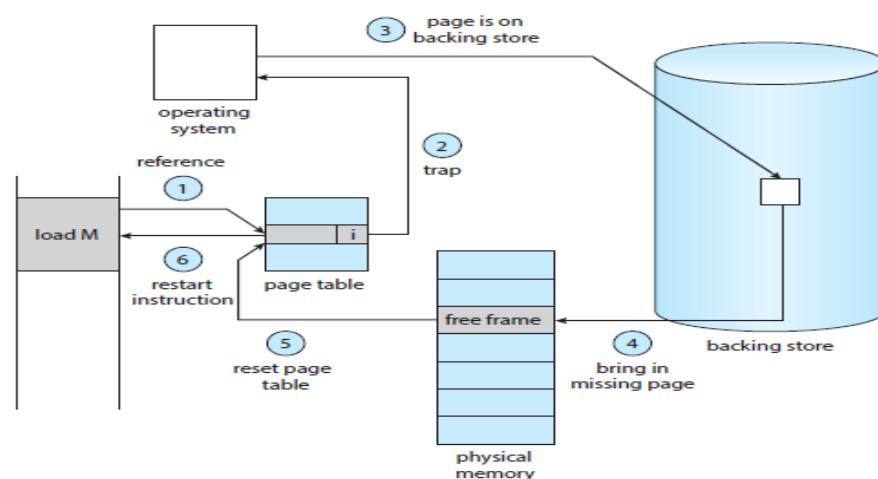 3
page is on
backing store
operating
system
2
trap
reference
1
load M
i
6
restart
instruction
page table
free frame
5
reset page
table
4
bring in
missing page
backing store
physical
memory